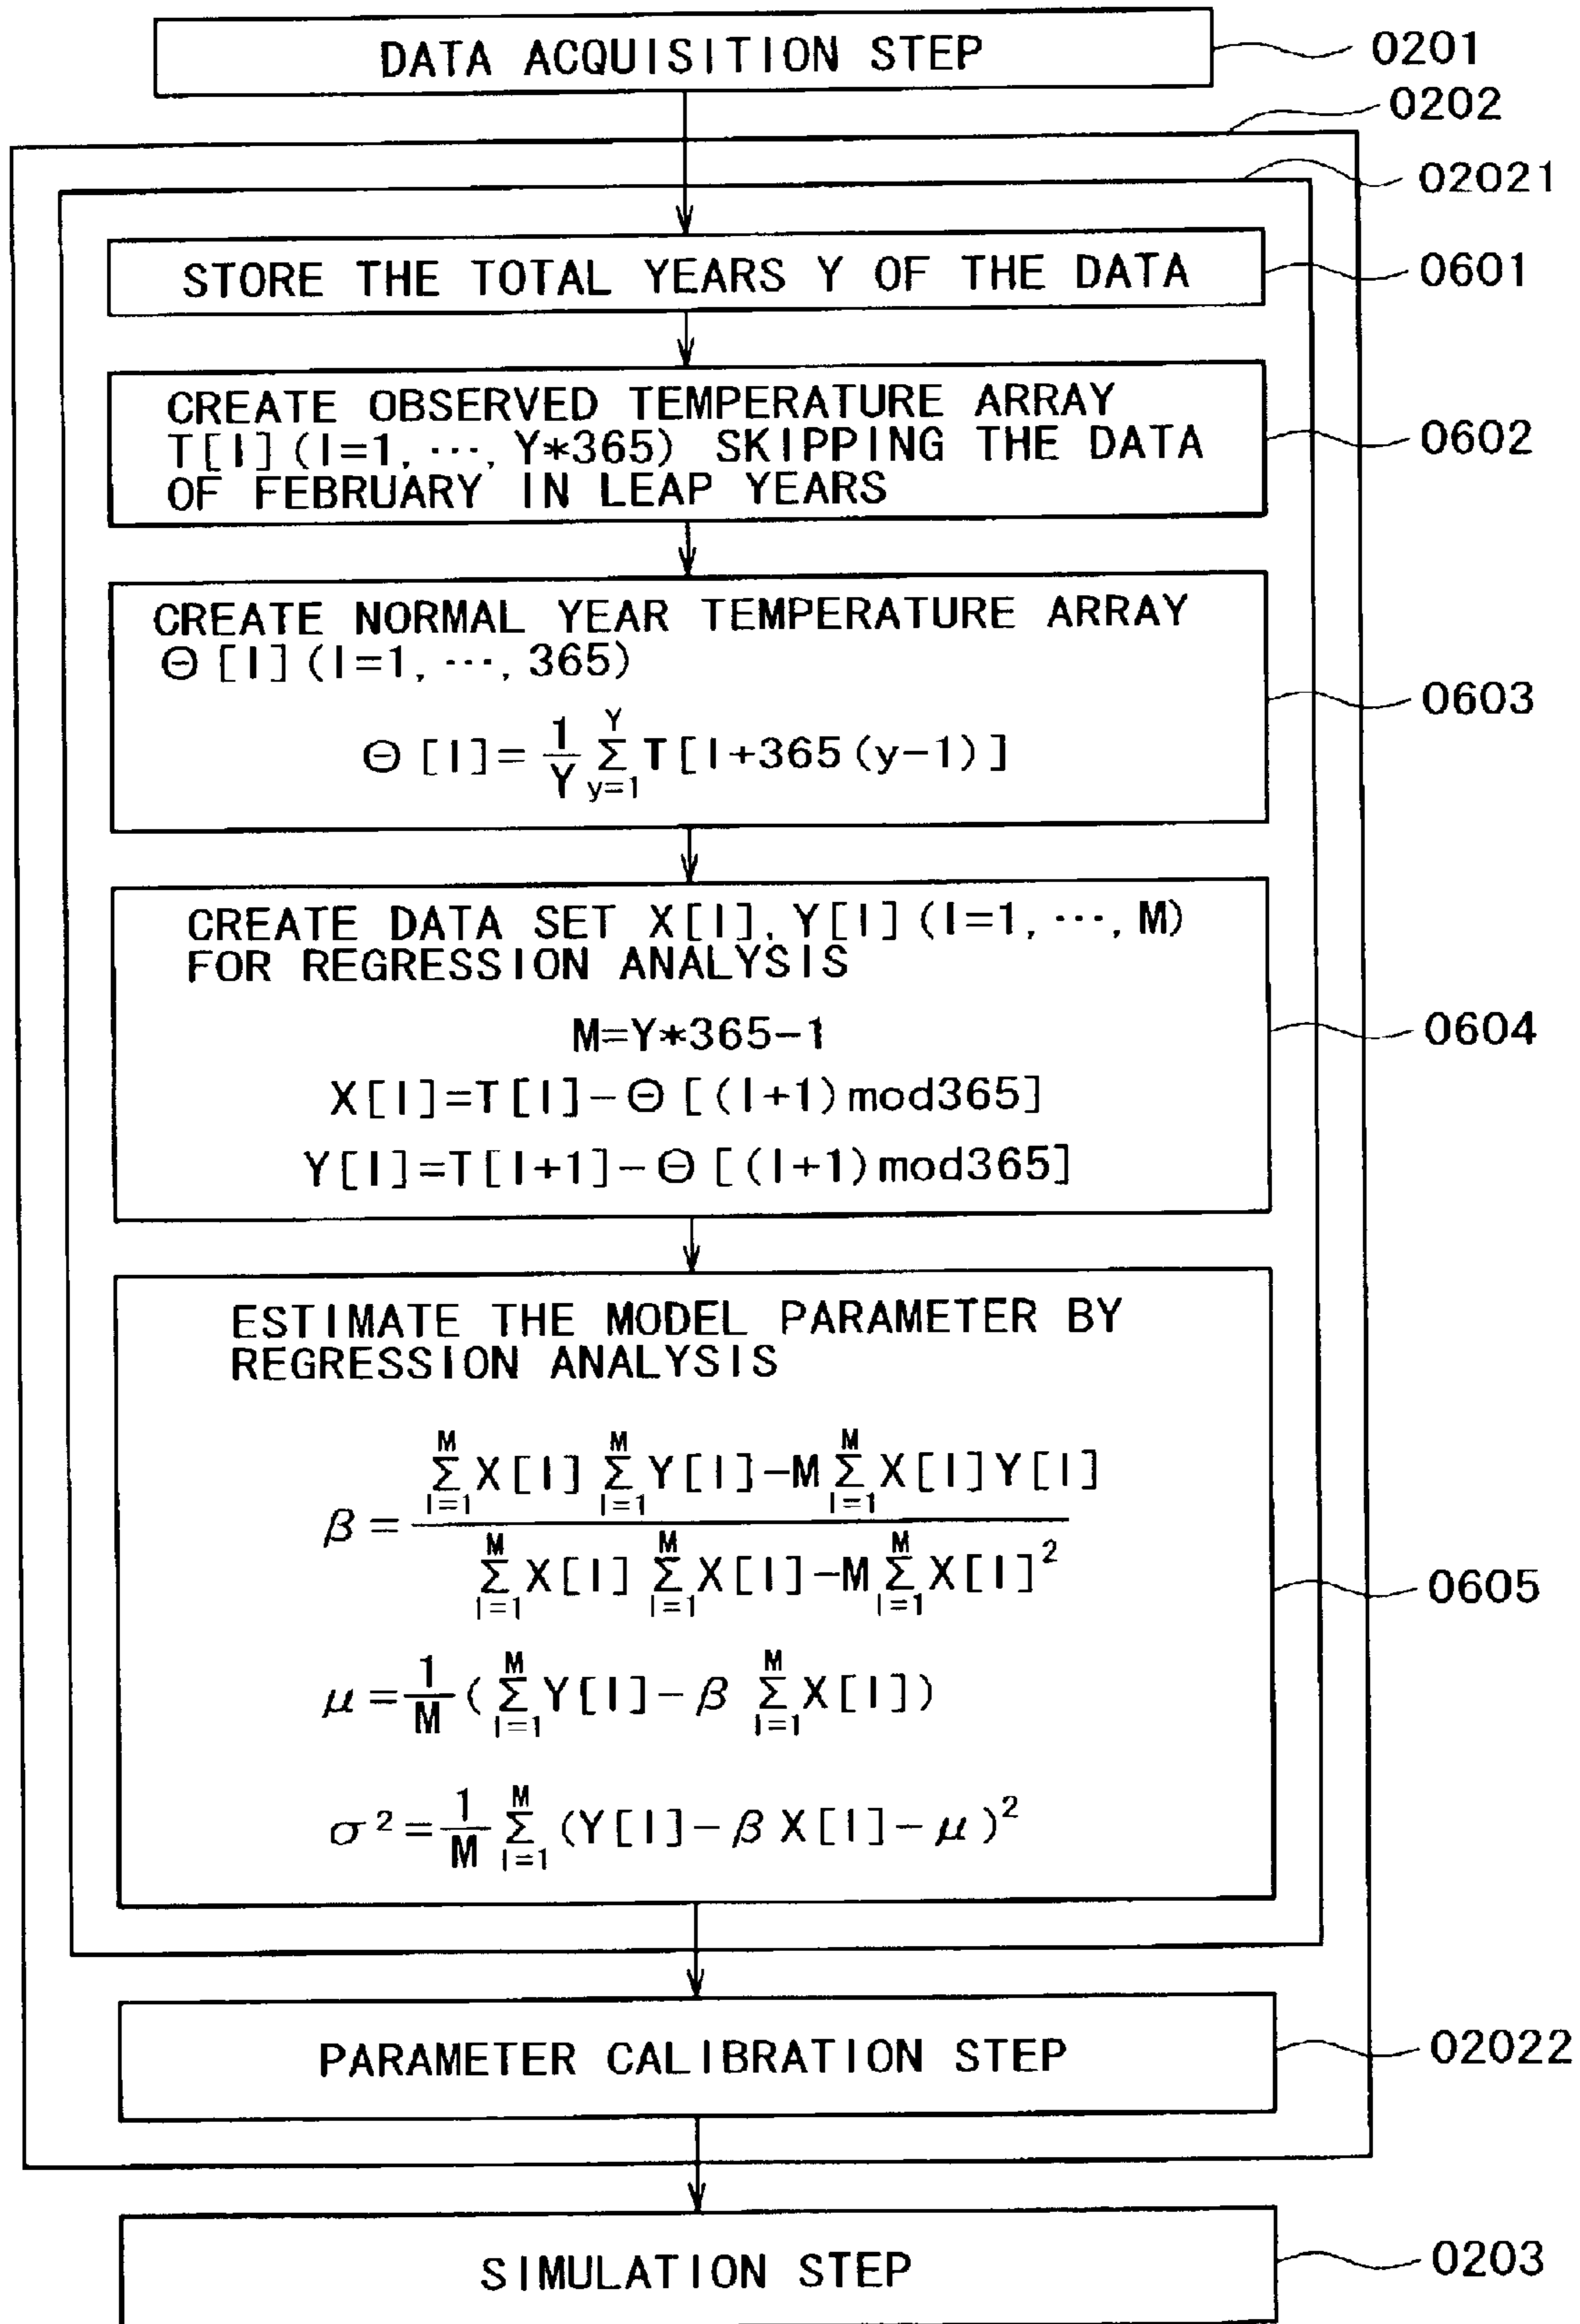 DATA ACQUISITION STEP
0201
0202
02021
STORE THE TOTAL YEARS Y OF THE DATA
0601
CREATE OBSERVED TEMPERATURE ARRAY
T[I](I=1, ···, Y*365) SKIPPING THE DATA
OF FEBRUARY IN LEAP YEARS
0602
CREATE NORMAL YEAR TEMPERATURE ARRAY
Θ[I](I=1, ···, 365)
Θ[I]= 1/Y Σ_{y=1}^{Y} T[I+365(y-1)]
0603
CREATE DATA SET X[I], Y[I](I=1, ···, M)
FOR REGRESSION ANALYSIS
M=Y*365-1
X[I]=T[I]-Θ[(I+1)mod365]
Y[I]=T[I+1]-Θ[(I+1)mod365]
0604
ESTIMATE THE MODEL PARAMETER BY
REGRESSION ANALYSIS
β = (Σ_{I=1}^{M} X[I] Σ_{I=1}^{M} Y[I]-M Σ_{I=1}^{M} X[I]Y[I]) / (Σ_{I=1}^{M} X[I] Σ_{I=1}^{M} X[I]-M Σ_{I=1}^{M} X[I]²)
μ = 1/M (Σ_{I=1}^{M} Y[I]-β Σ_{I=1}^{M} X[I])
σ² = 1/M Σ_{I=1}^{M} (Y[I]-βX[I]-μ)²
0605
PARAMETER CALIBRATION STEP
02022
SIMULATION STEP
0203